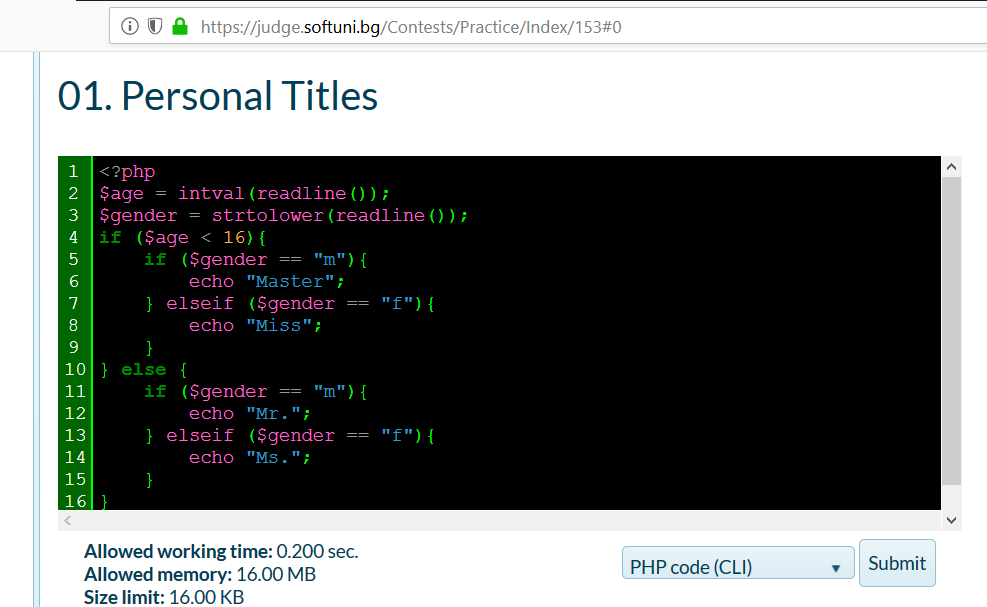 https://judge.softuni.bg/Contests/Practice/Index/153#0
01. Personal Titles
1 <?php
2 $age = intval(readline());
3 $gender = strtolower(readline());
4 if ($age < 16){
5     if ($gender == "m"){
6         echo "Master";
7     } elseif ($gender == "f"){
8         echo "Miss";
9     }
10 } else {
11     if ($gender == "m"){
12         echo "Mr.";
13     } elseif ($gender == "f"){
14         echo "Ms.";
15     }
16 }
Allowed working time: 0.200 sec.
Allowed memory: 16.00 MB
Size limit: 16.00 KB
PHP code (CLI)
Submit